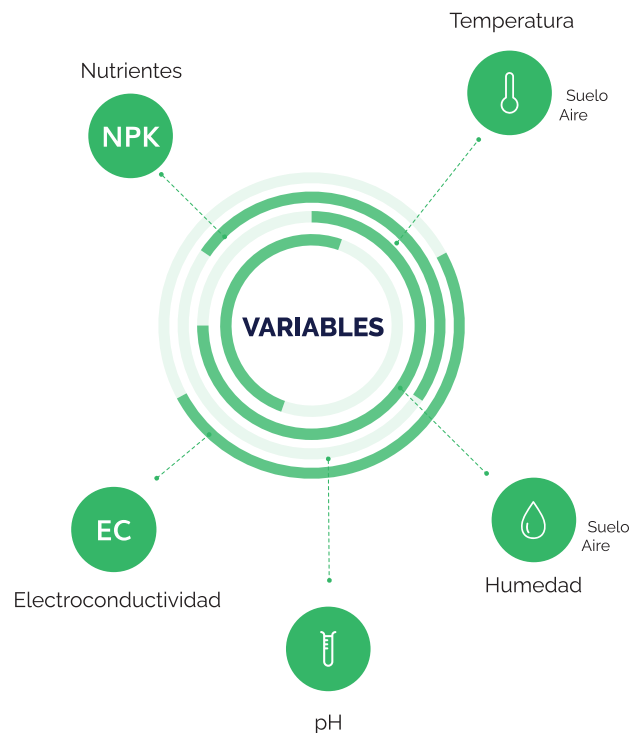 Temperatura
Suelo
Aire
Nutrientes
NPK
VARIABLES
EC
Electroconductividad
Suelo
Aire
Humedad
pH